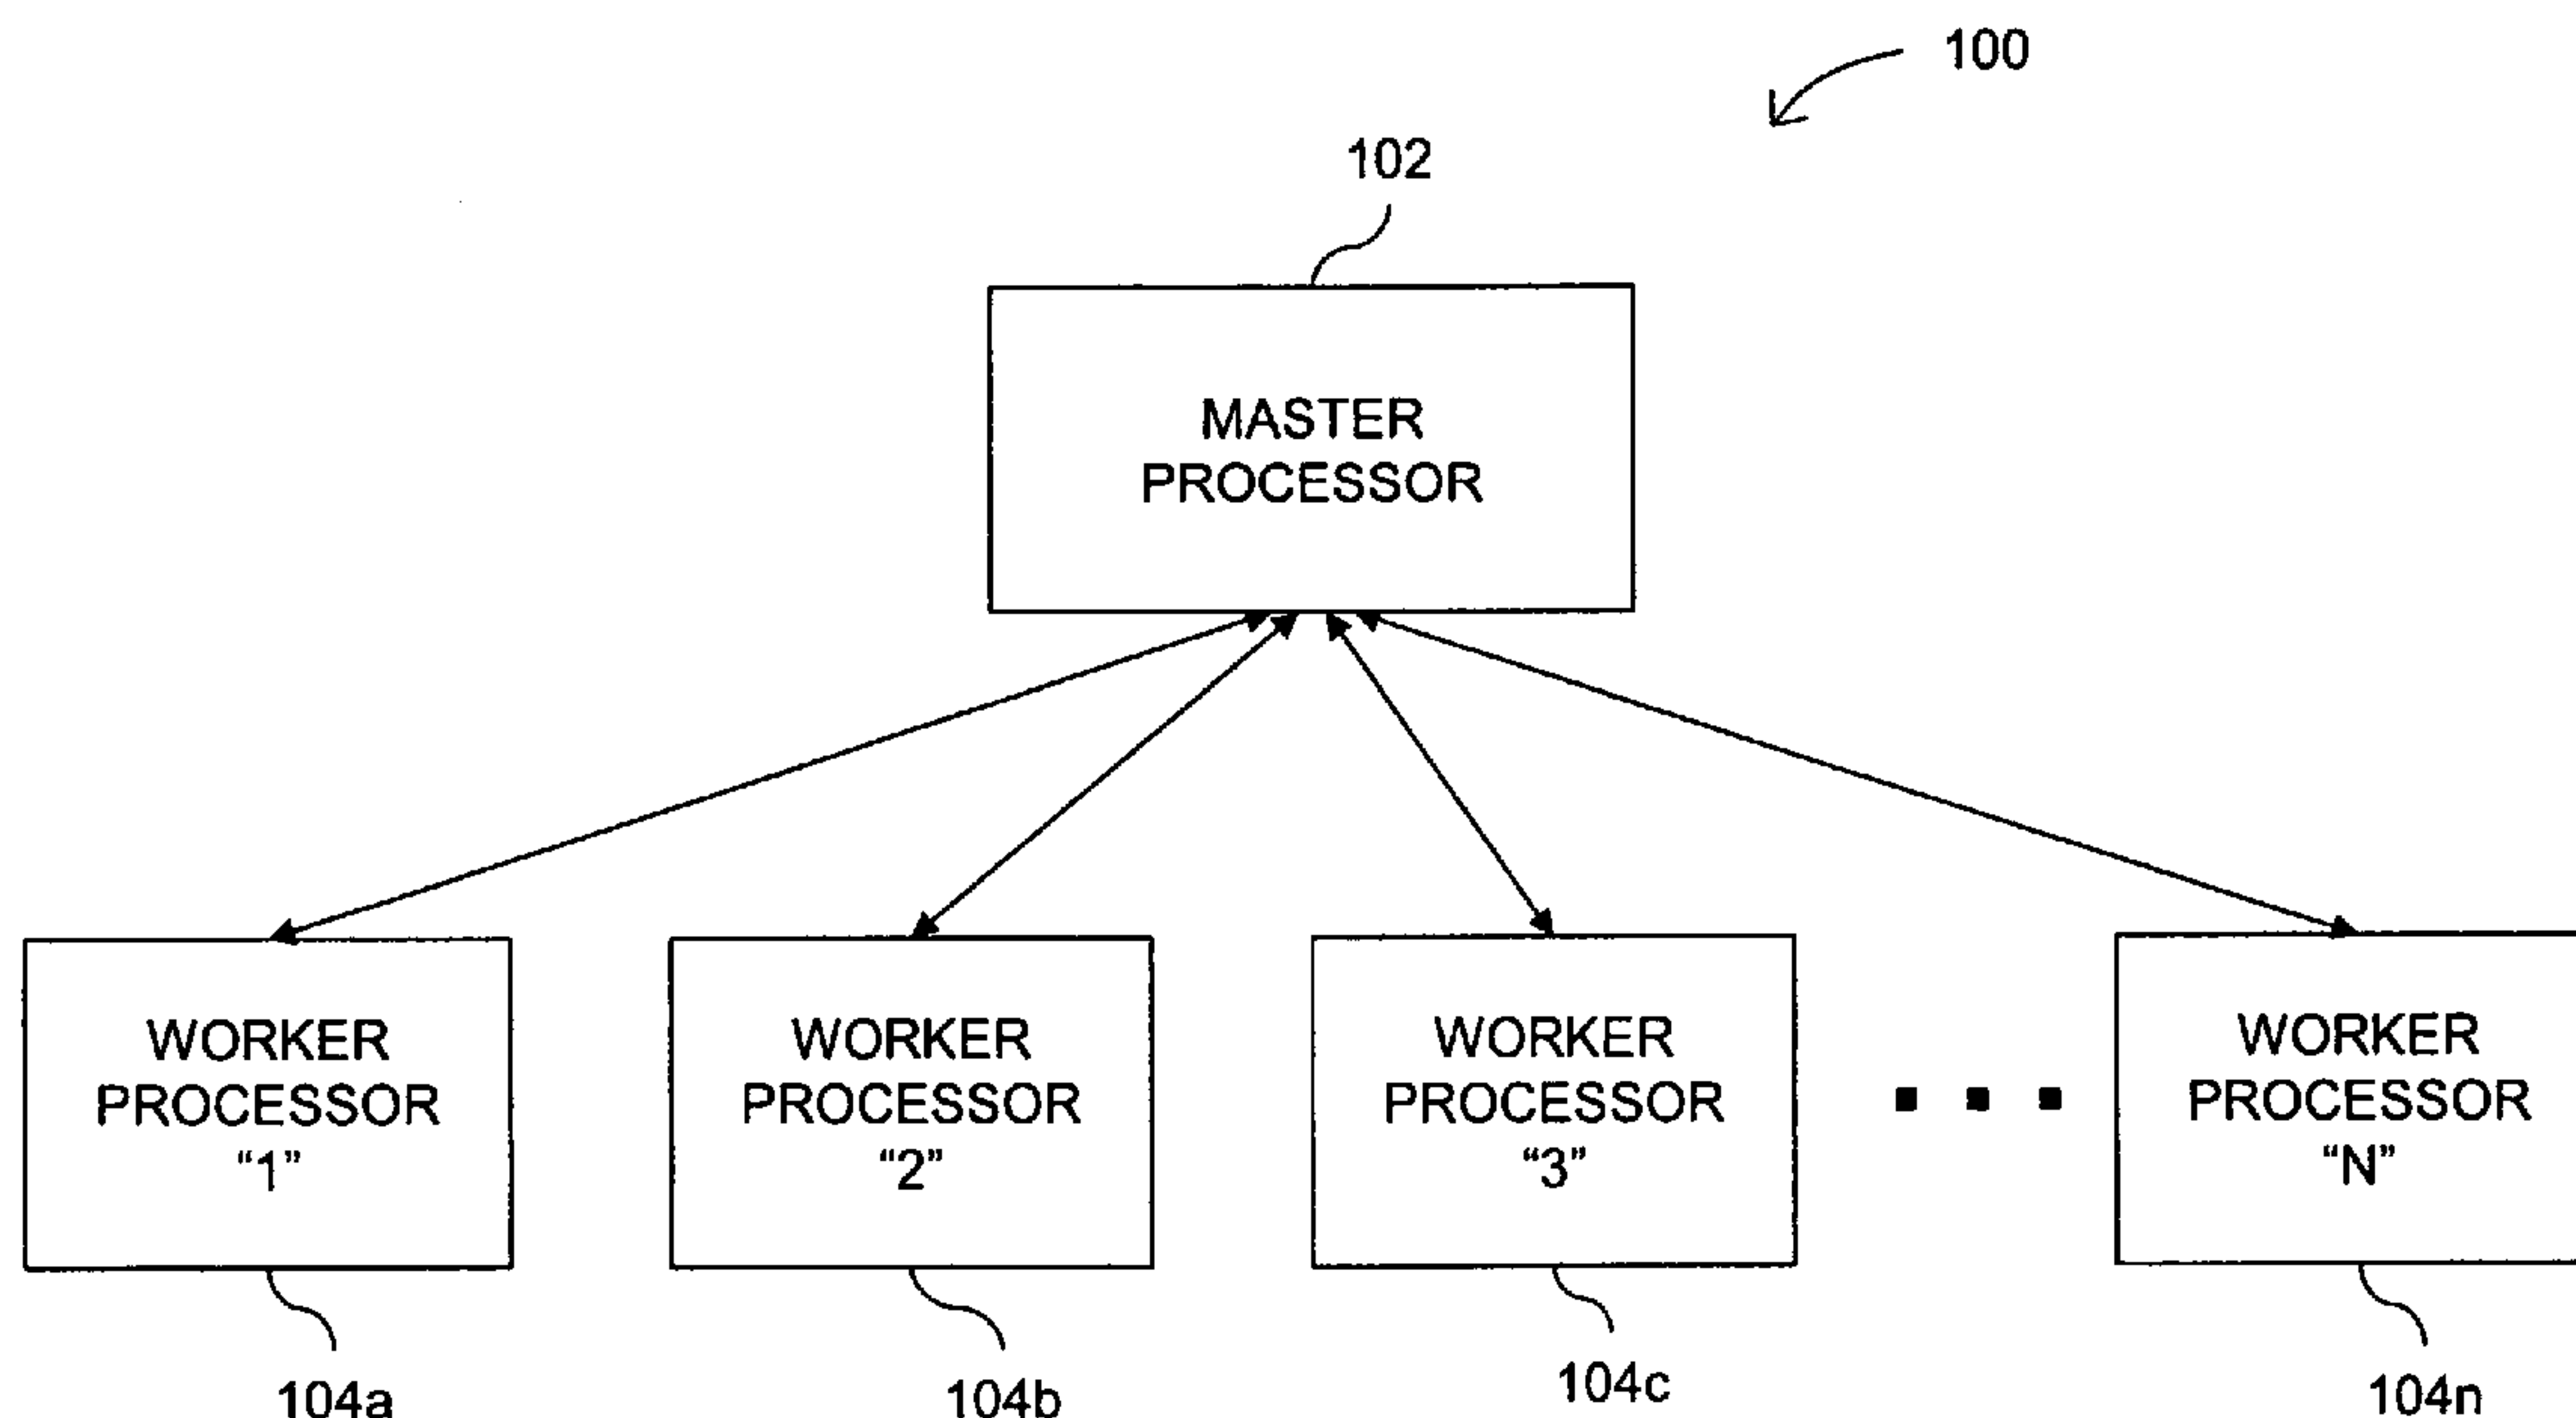 100
102
MASTER
PROCESSOR
WORKER
PROCESSOR
“1”
WORKER
PROCESSOR
“2”
WORKER
PROCESSOR
“3”
WORKER
PROCESSOR
“N”
104a
104b
104c
104n